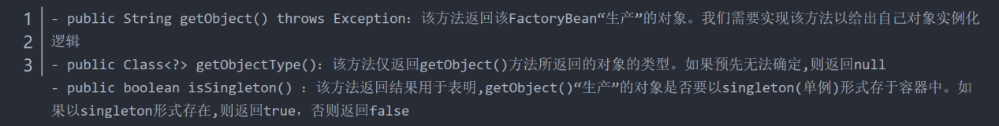 1 - public String getObject() throws Exception：该方法返回该FactoryBean“生产”的对象。我们需要实现该方法以给出自己对象实例化
2 逻辑
3 - public Class<?> getObjectType()：该方法仅返回getObject()方法所返回的对象的类型。如果预先无法确定,则返回null
- public boolean isSingleton() ：该方法返回结果用于表明,getObject()“生产”的对象是否要以singleton(单例)形式存于容器中。如
果以singleton形式存在,则返回true，否则返回false